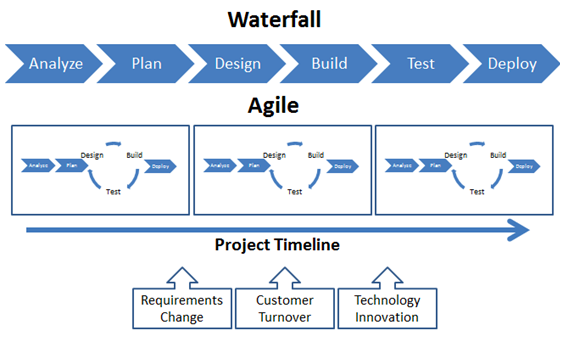 Waterfall
Analyze Plan Design Build Test Deploy
Agile
Design Build
Analyze Plan Deploy
Test
Design Build
Analyze Plan Deploy
Test
Design Build
Analyze Plan Deploy
Test
Project Timeline
Requirements
Change
Customer
Turnover
Technology
Innovation